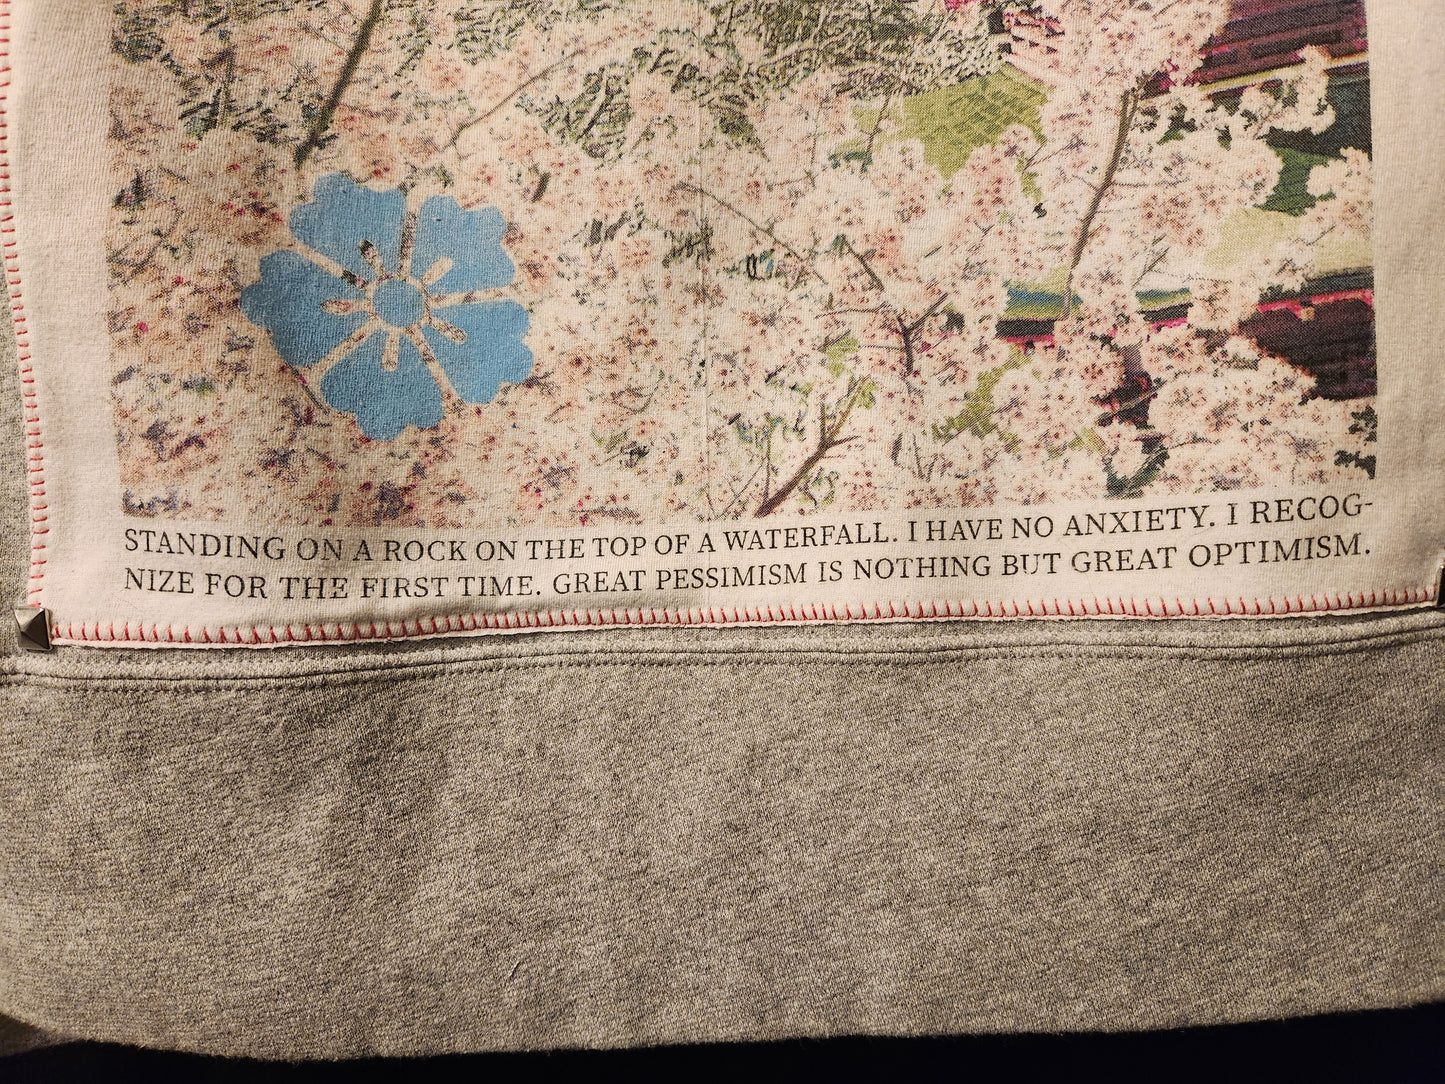 STANDING ON A ROCK ON THE TOP OF A WATERFALL. I HAVE NO ANXIETY. I RECOG-
NIZE FOR THE FIRST TIME. GREAT PESSIMISM IS NOTHING BUT GREAT OPTIMISM.